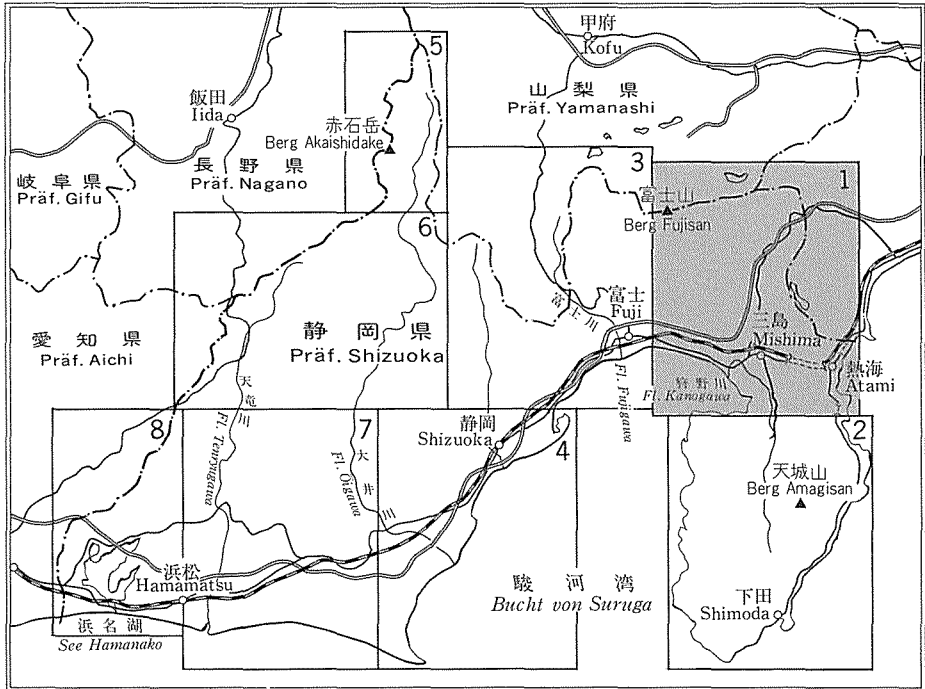 甲府
Kofu
5
飯田
Iida
山梨県
Präf. Yamanashi
赤石岳
Berg Akaishidake
長野県
Präf. Nagano
岐阜県
Präf. Gifu
3
1
富士山
Berg Fujisan
6
富士川
富士
Fuji
静岡県
Präf. Shizuoka
愛知県
Präf. Aichi
三島
Mishima
熱海
Atami
狩野川
Fl. Kanogawa
Fl. Fujigawa
天竜川
Fl. Tenryugawa
8
7
静岡
Shizuoka
4
2
大井川
Fl. Oigawa
天城山
Berg Amagisan
浜松
Hamamatsu
駿河湾
Bucht von Suruga
下田
Shimoda
浜名湖
See Hamanako